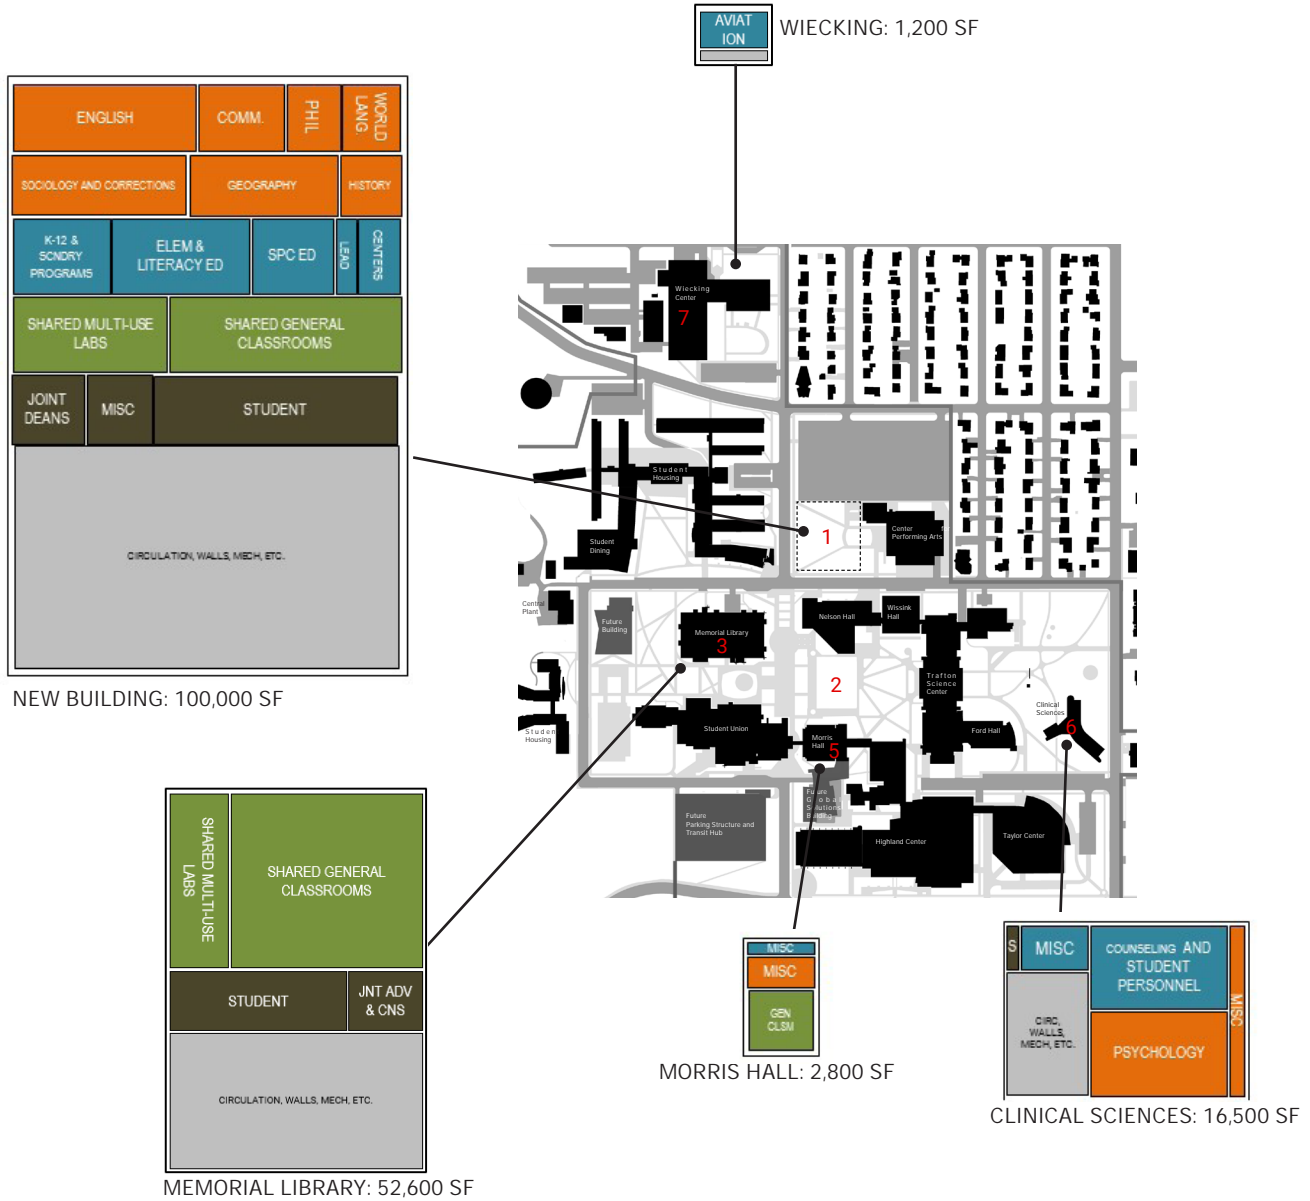 AVIAT
ION
WIECKING: 1,200 SF
ENGLISH
COMM.
PHIL
WORLD
LANG.
SOCIOLOGY AND CORRECTIONS
GEOGRAPHY
HISTORY
K-12 &
SCNDRY
PROGRAMS
ELEM &
LITERACY ED
SPC ED
LEAD
CENTERS
SHARED MULTI-USE
LABS
SHARED GENERAL
CLASSROOMS
JOINT
DEANS
MISC
STUDENT
CIRCULATION, WALLS, MECH, ETC.
NEW BUILDING: 100,000 SF
Wiecking
Center
7
Student
Housing
Student
Dining
1
Center for
Performing Arts
Central
Plant
Future
Building
Memorial Library
3
Nelson Hall
Wissink
Hall
2
Trafton
Science
Center
Clinical
Sciences
6
Student
Housing
Student Union
Morris
Hall
5
Ford Hall
Future
Global
Solutions
Building
Future
Parking Structure and
Transit Hub
Highland Center
Taylor Center
SHARED MULTI-USE
LABS
SHARED GENERAL
CLASSROOMS
STUDENT
JNT ADV
& CNS
CIRCULATION, WALLS, MECH, ETC.
MEMORIAL LIBRARY: 52,600 SF
MISC
MISC
GEN
CLSM
MORRIS HALL: 2,800 SF
S
MISC
COUNSELING AND
STUDENT
PERSONNEL
MISC
CIRC,
WALLS,
MECH, ETC.
PSYCHOLOGY
CLINICAL SCIENCES: 16,500 SF